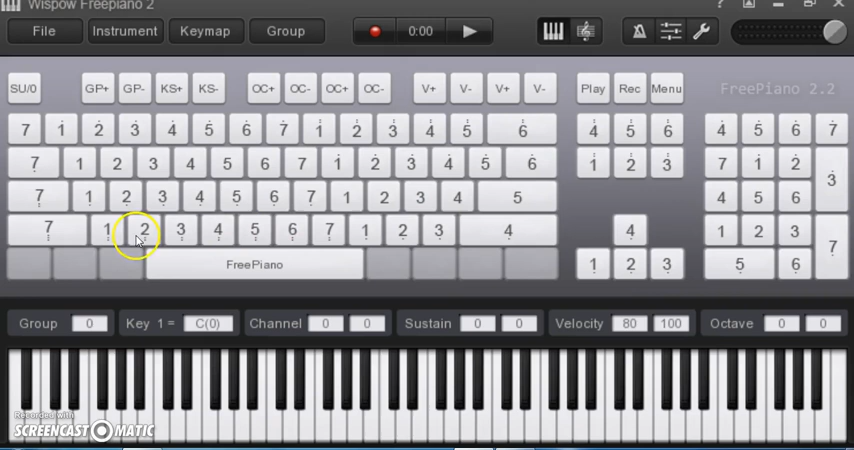 Wispow Freepiano 2 ?
File Instrument Keymap Group 0:00
SU/0 GP+ GP- KS+ KS- OC+ OC- OC+ OC- V+ V- V+ V- Play Rec Menu FreePiano 2.2
7 1 2 3 4 5 6 7 1 2 3 4 5 6 4 5 6 4 5 6 7
7 1 2 3 4 5 6 7 1 2 3 4 5 6 1 2 3 7 1 2 3
7 1 2 3 4 5 6 7 1 2 3 4 5 4 5 6
7 1 2 3 4 5 6 7 1 2 3 4 4 1 2 3 7
FreePiano 1 2 3 5 6
Group 0 Key 1 = C(0) Channel 0 0 Sustain 0 0 Velocity 80 100 Octave 0 0
Recorded with
SCREENCAST MATIC